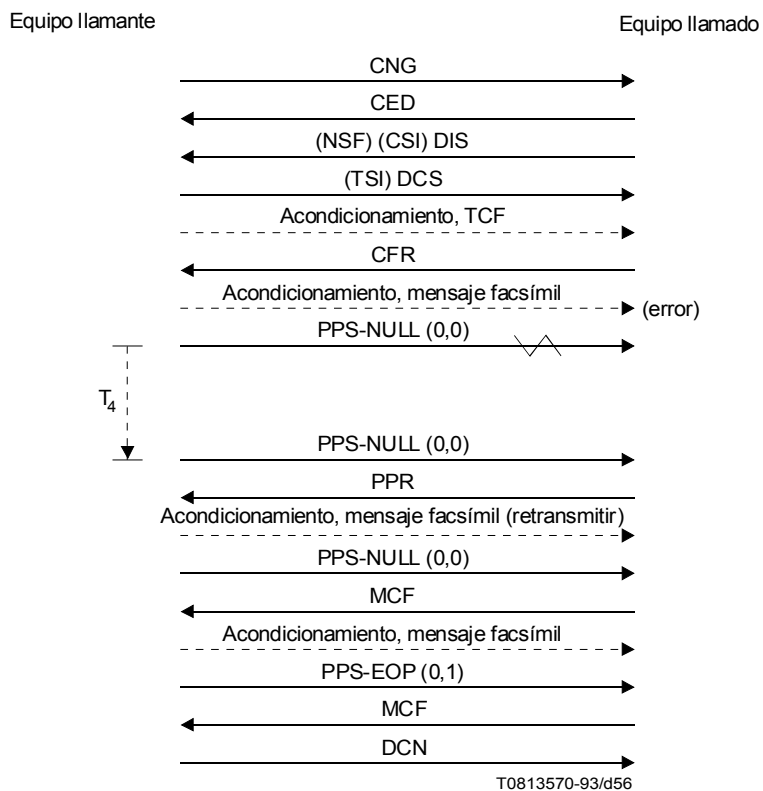 Equipo llamante
Equipo llamado
CNG
CED
(NSF) (CSI) DIS
(TSI) DCS
Acondicionamiento, TCF
CFR
Acondicionamiento, mensaje facsímil
(error)
PPS-NULL (0,0)
T4
PPS-NULL (0,0)
PPR
Acondicionamiento, mensaje facsímil (retransmitir)
PPS-NULL (0,0)
MCF
Acondicionamiento, mensaje facsímil
PPS-EOP (0,1)
MCF
DCN
T0813570-93/d56